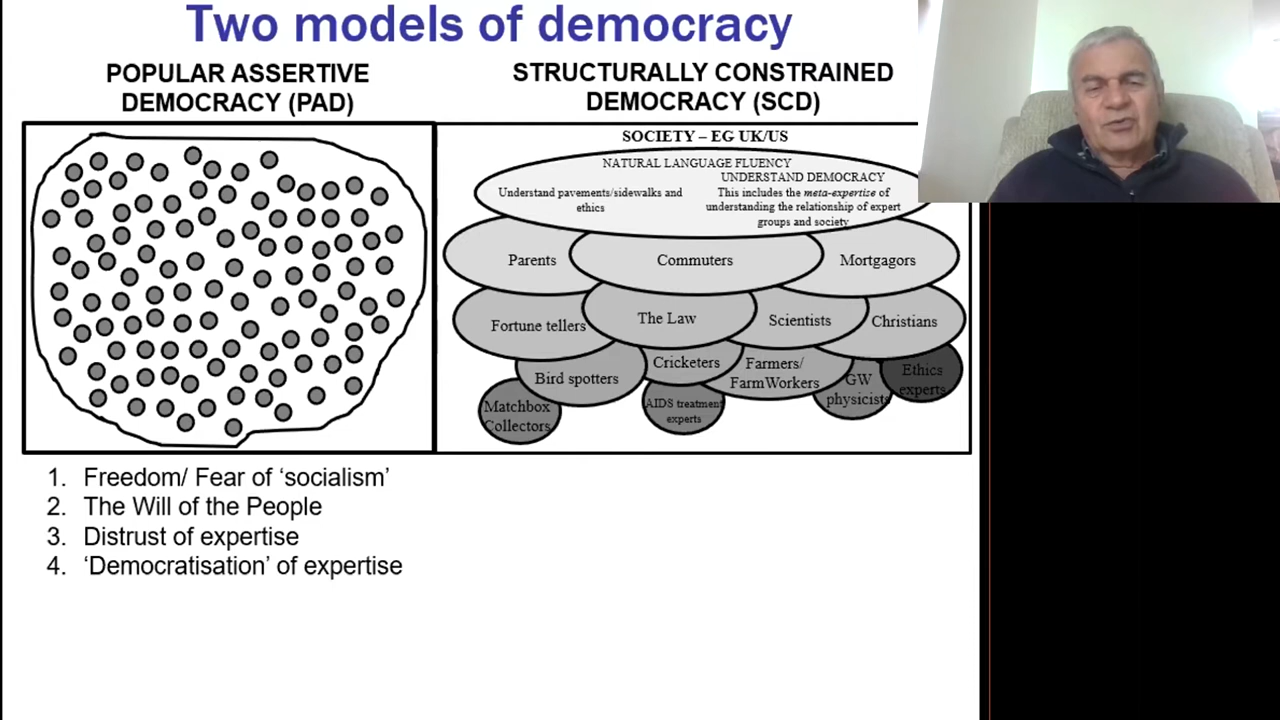 Two models of democracy
POPULAR ASSERTIVE
DEMOCRACY (PAD)
STRUCTURALLY CONSTRAINED
DEMOCRACY (SCD)
SOCIETY – EG UK/US
NATURAL LANGUAGE FLUENCY
UNDERSTAND DEMOCRACY
Understand pavements/sidewalks and
ethics
This includes the meta-expertise of
understanding the relationship of expert
groups and society
Parents
Commuters
Mortgagors
Fortune tellers
The Law
Scientists
Christians
Bird spotters
Cricketers
Farmers/
FarmWorkers
GW
physicists
Ethics
experts
Matchbox
Collectors
AIDS treatment
experts
1. Freedom/ Fear of ‘socialism’
2. The Will of the People
3. Distrust of expertise
4. ‘Democratisation’ of expertise